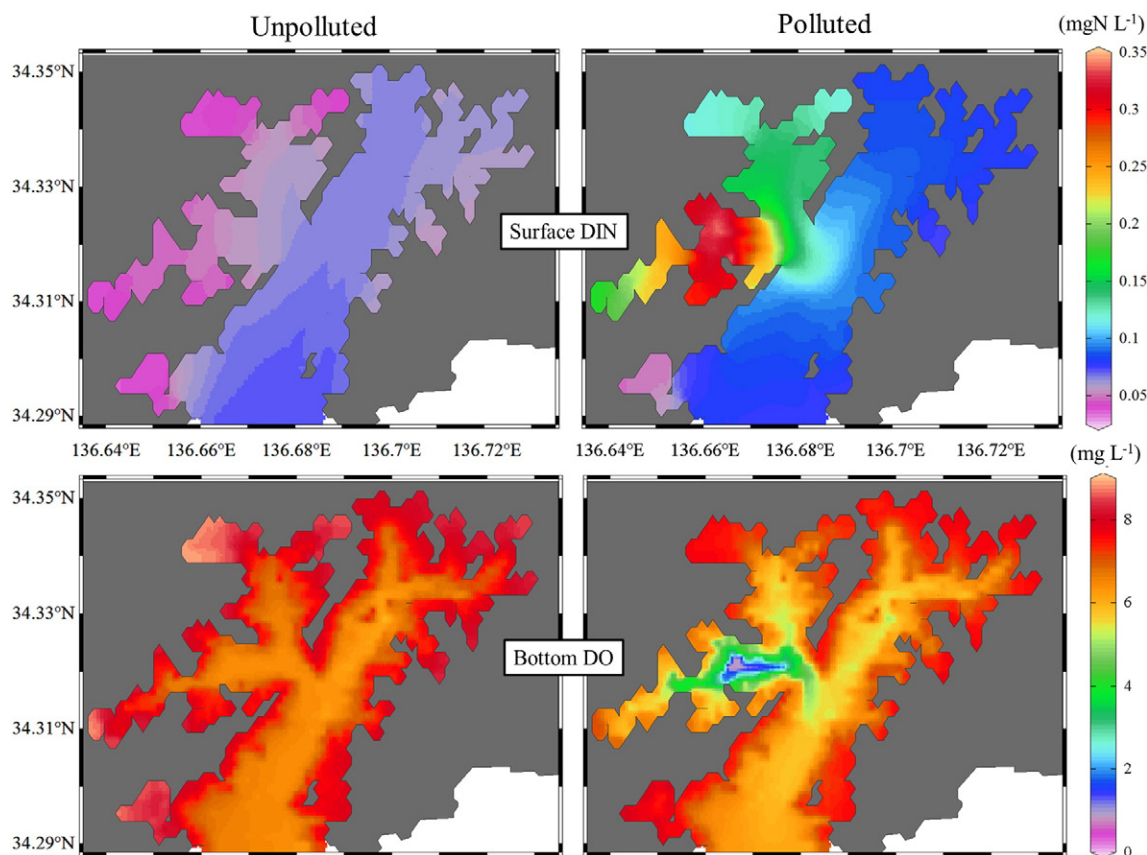 Unpolluted
Polluted
(mgN L⁻¹)
34.35°N
34.33°N
34.31°N
34.29°N
Surface DIN
0.35
0.3
0.25
0.2
0.15
0.1
0.05
136.64°E 136.66°E 136.68°E 136.7°E 136.72°E
136.64°E 136.66°E 136.68°E 136.7°E 136.72°E
(mg L⁻¹)
34.35°N
34.33°N
34.31°N
34.29°N
Bottom DO
8
6
4
2
0